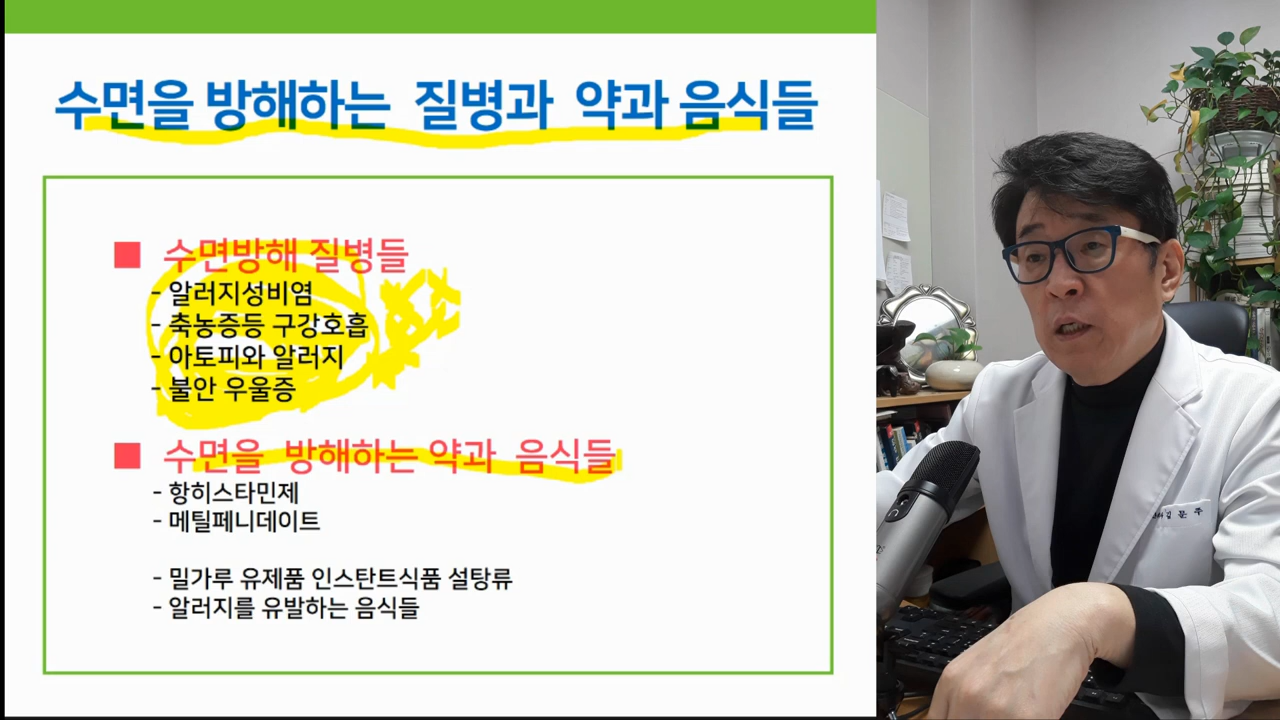 수면을 방해하는 질병과 약과 음식들
■ 수면방해 질병들
- 알러지성비염
- 축농증등 구강호흡
- 아토피와 알러지
- 불안 우울증
■ 수면을 방해하는 약과 음식들
- 항히스타민제
- 메틸페니데이트
- 밀가루 유제품 인스탄트식품 설탕류
- 알러지를 유발하는 음식들
김문주